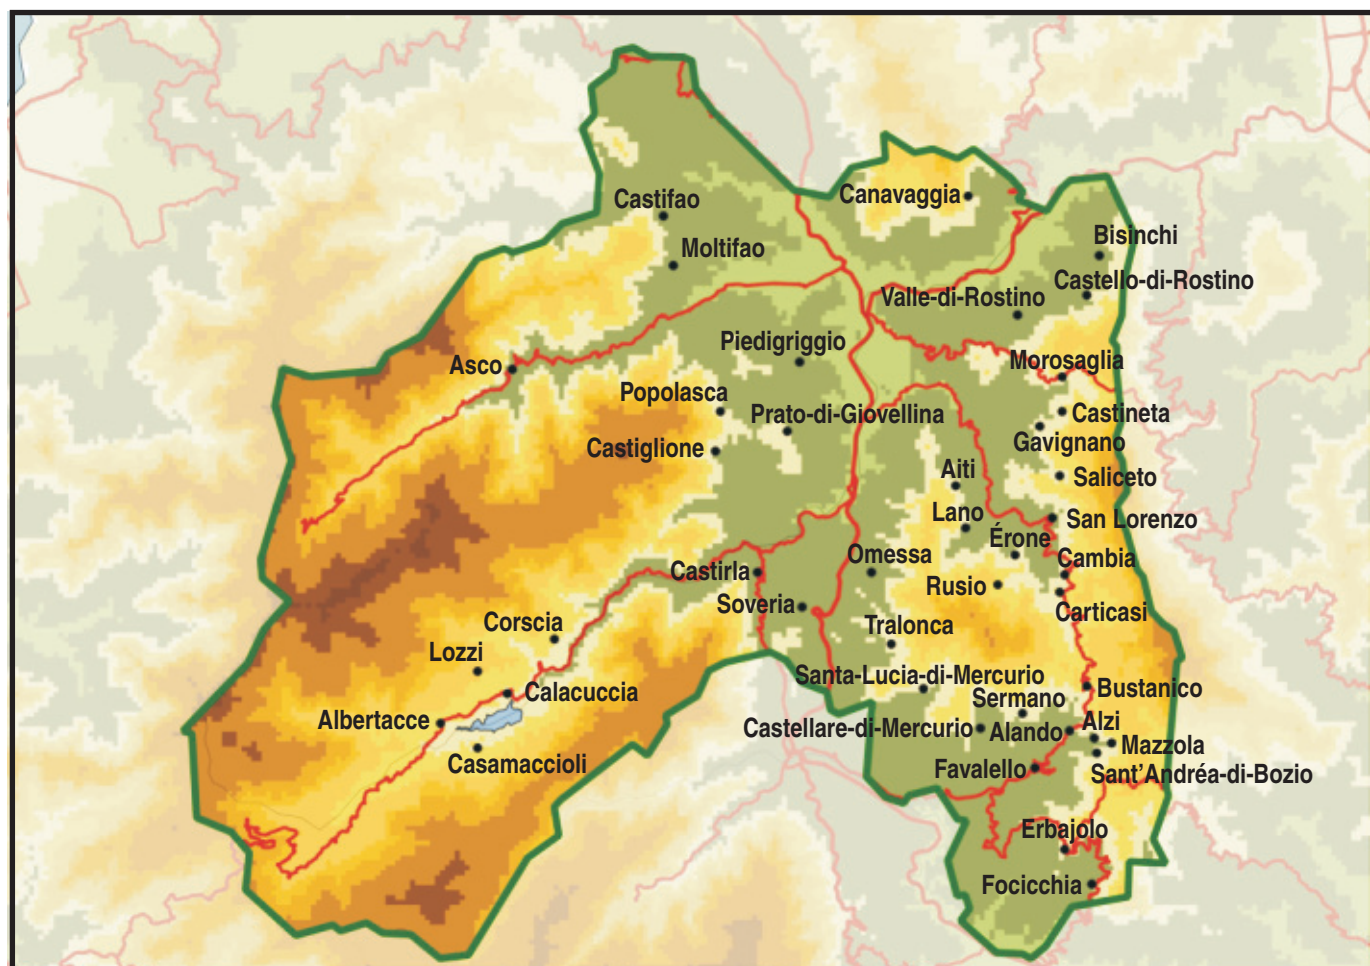 Canavaggia
Castifao
Bisinchi
Moltifao
Castello-di-Rostino
Valle-di-Rostino
Piedigriggio
Morosaglia
Asco
Popolasca
Castineta
Prato-di-Giovellina
Gavignano
Castiglione
Aiti
Saliceto
Lano
San Lorenzo
Érone
Omessa
Cambia
Castirla
Rusio
Soveria
Carticasi
Corscia
Tralonca
Lozzi
Santa-Lucia-di-Mercurio
Calacuccia
Bustanico
Sermano
Albertacce
Castellare-di-Mercurio
Alando
Alzi
Mazzola
Casamaccioli
Favalello
Sant'Andréa-di-Bozio
Erbajolo
Focicchia